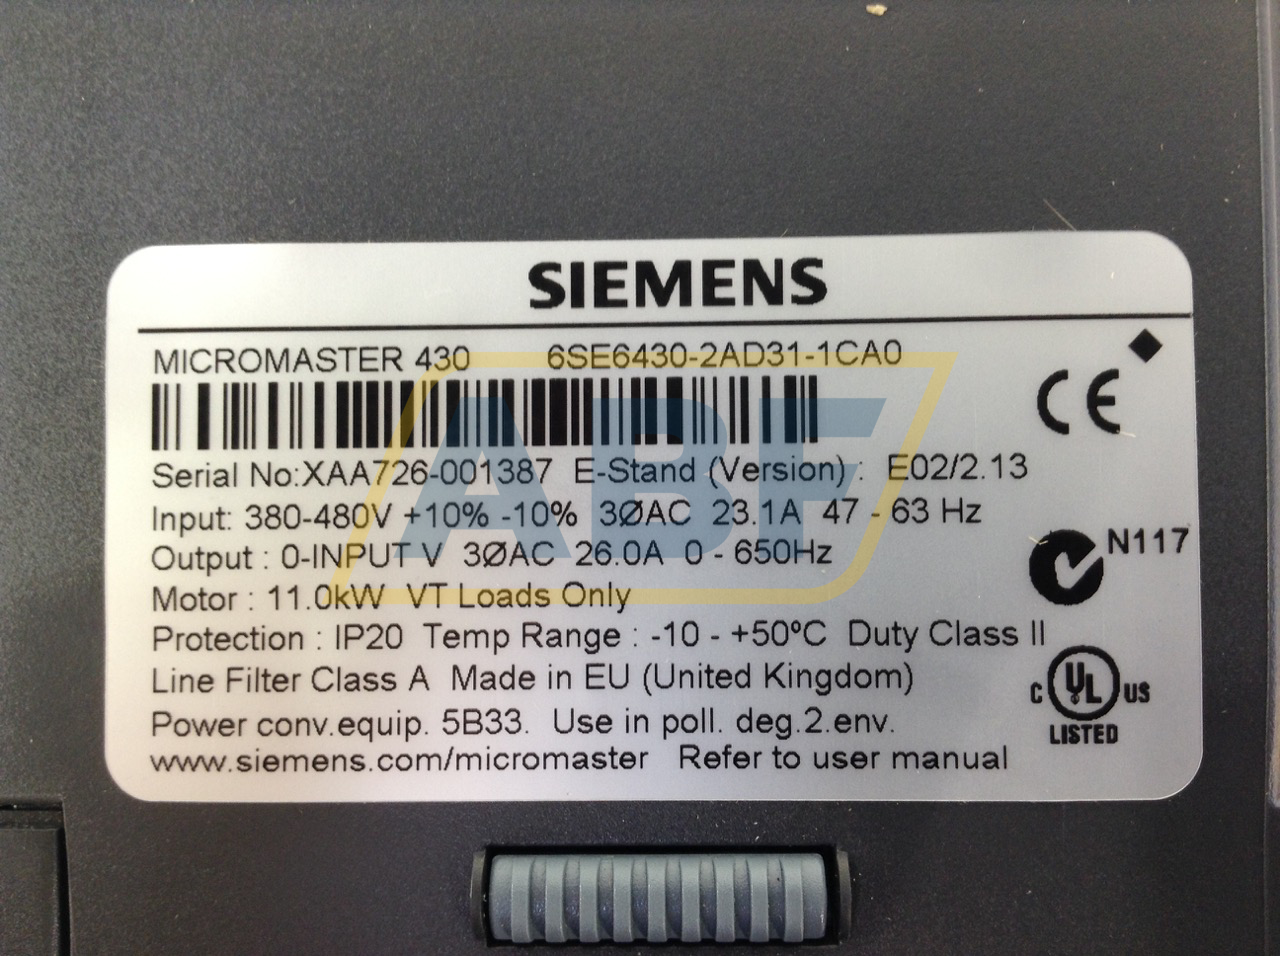 SIEMENS
MICROMASTER 430 6SE6430-2AD31-1CA0
CE
Serial No:XAA726-001387 E-Stand (Version) : E02/2.13
Input: 380-480V +10% -10% 3ØAC 23.1A 47 - 63 Hz
N117
Output : 0-INPUT V 3ØAC 26.0A 0 - 650Hz
Motor : 11.0kW VT Loads Only
Protection : IP20 Temp Range : -10 - +50ºC Duty Class II
Line Filter Class A Made in EU (United Kingdom)
C UL US
Power conv.equip. 5B33. Use in poll. deg.2.env.
LISTED
www.siemens.com/micromaster Refer to user manual
ABF